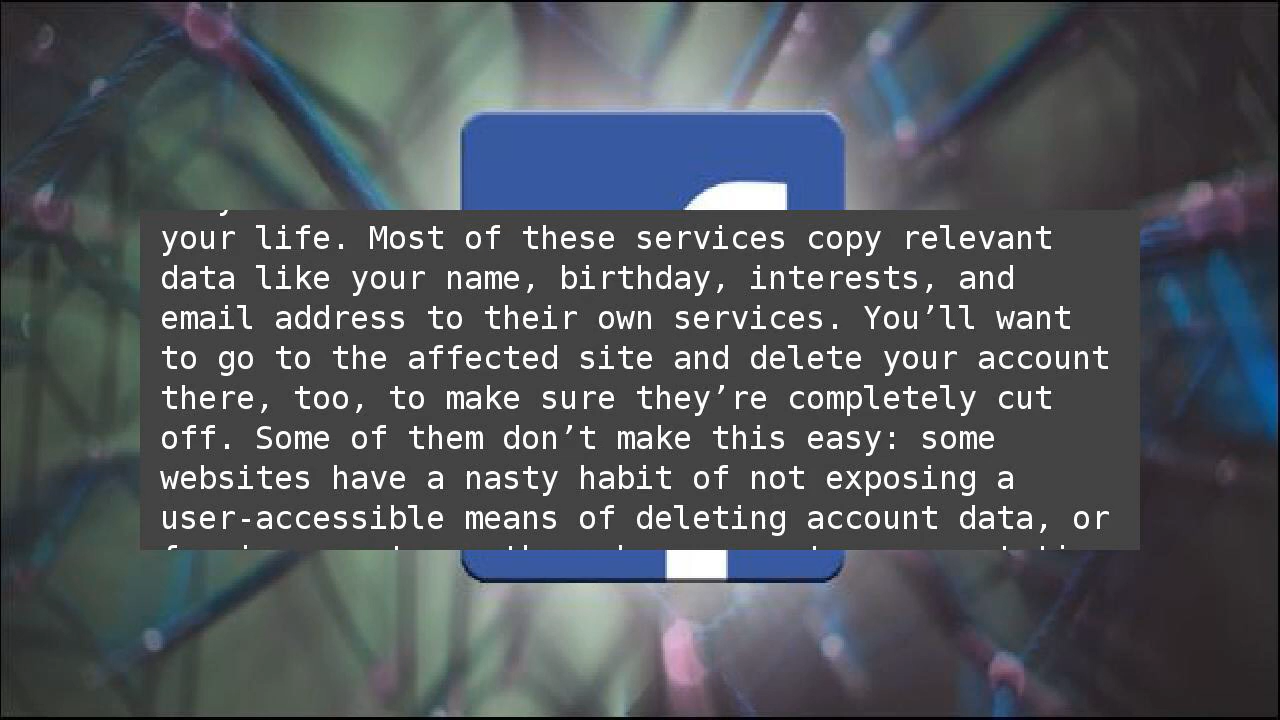 your life. Most of these services copy relevant
data like your name, birthday, interests, and
email address to their own services. You’ll want
to go to the affected site and delete your account
there, too, to make sure they’re completely cut
off. Some of them don’t make this easy: some
websites have a nasty habit of not exposing a
user-accessible means of deleting account data, or